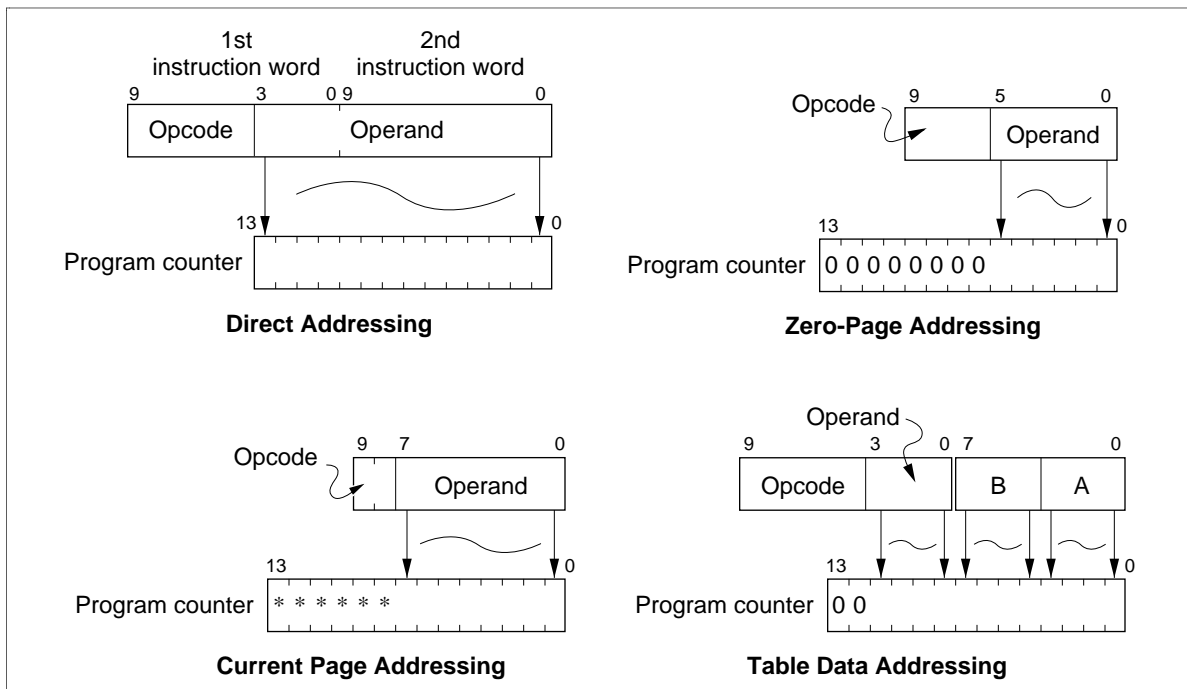 1st
instruction word
2nd
instruction word
9 3 0 9 0
Opcode Operand
13 0
Program counter
Direct Addressing
9 5 0
Opcode
Operand
13 0
Program counter 0 0 0 0 0 0 0 0
Zero-Page Addressing
9 7 0
Opcode
Operand
13 0
Program counter * * * * * *
Current Page Addressing
Operand
9 3 0 7 0
Opcode B A
13 0
Program counter 0 0
Table Data Addressing